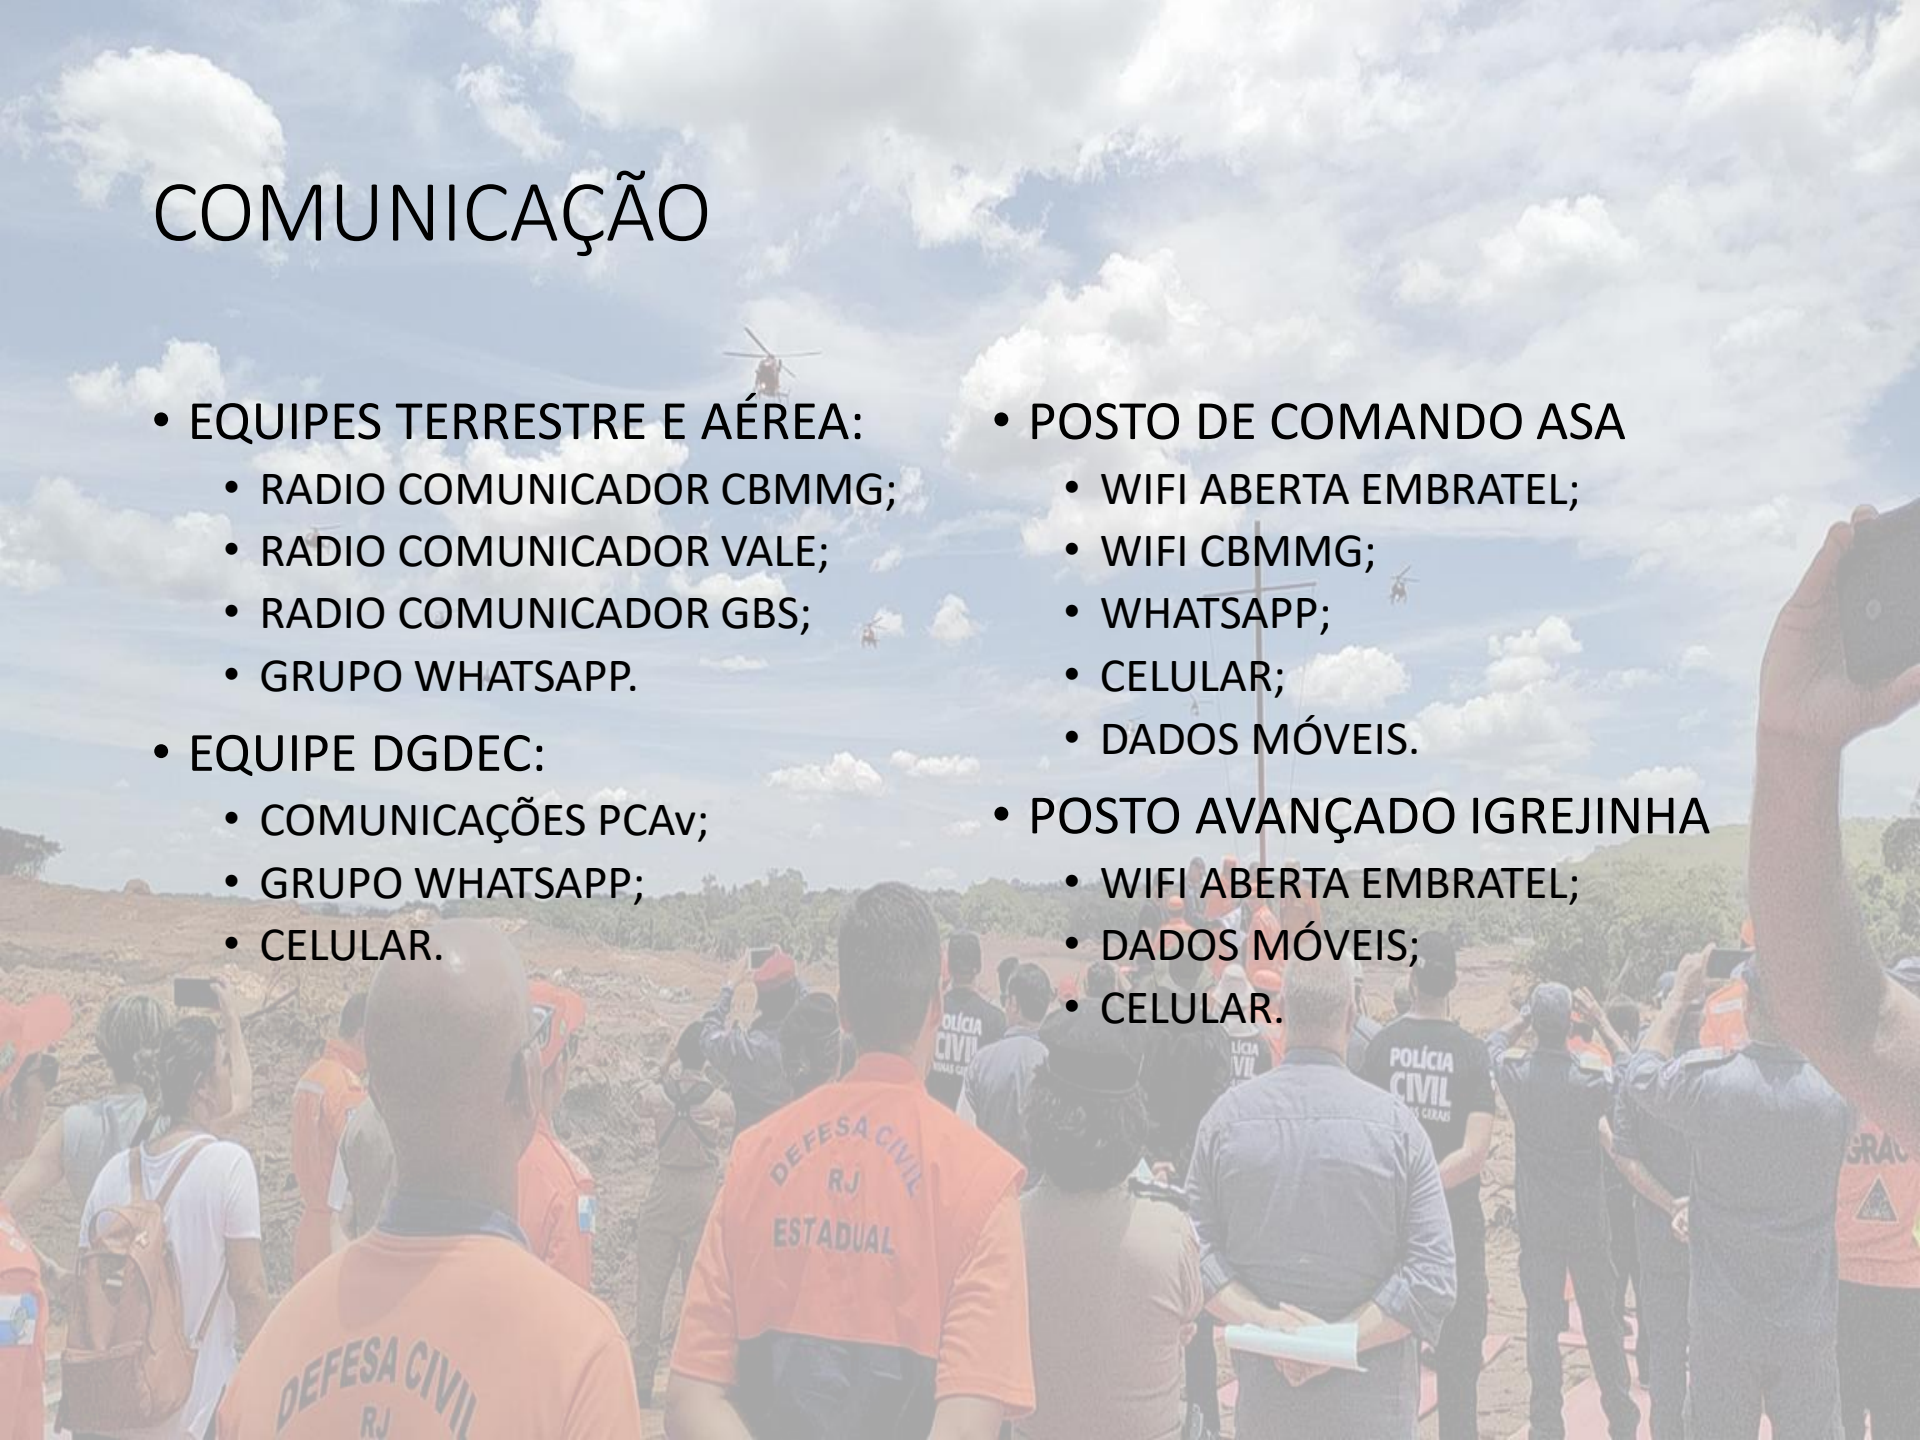 COMUNICAÇÃO
• EQUIPES TERRESTRE E AÉREA:
• RADIO COMUNICADOR CBMMG;
• RADIO COMUNICADOR VALE;
• RADIO COMUNICADOR GBS;
• GRUPO WHATSAPP.
• EQUIPE DGDEC:
• COMUNICAÇÕES PCAv;
• GRUPO WHATSAPP;
• CELULAR.
• POSTO DE COMANDO ASA
• WIFI ABERTA EMBRATEL;
• WIFI CBMMG;
• WHATSAPP;
• CELULAR;
• DADOS MÓVEIS.
• POSTO AVANÇADO IGREJINHA
• WIFI ABERTA EMBRATEL;
• DADOS MÓVEIS;
• CELULAR.
POLÍCIA
CIVIL
DEFESA CIVIL
RJ
ESTADUAL
DEFESA CIVIL
RJ